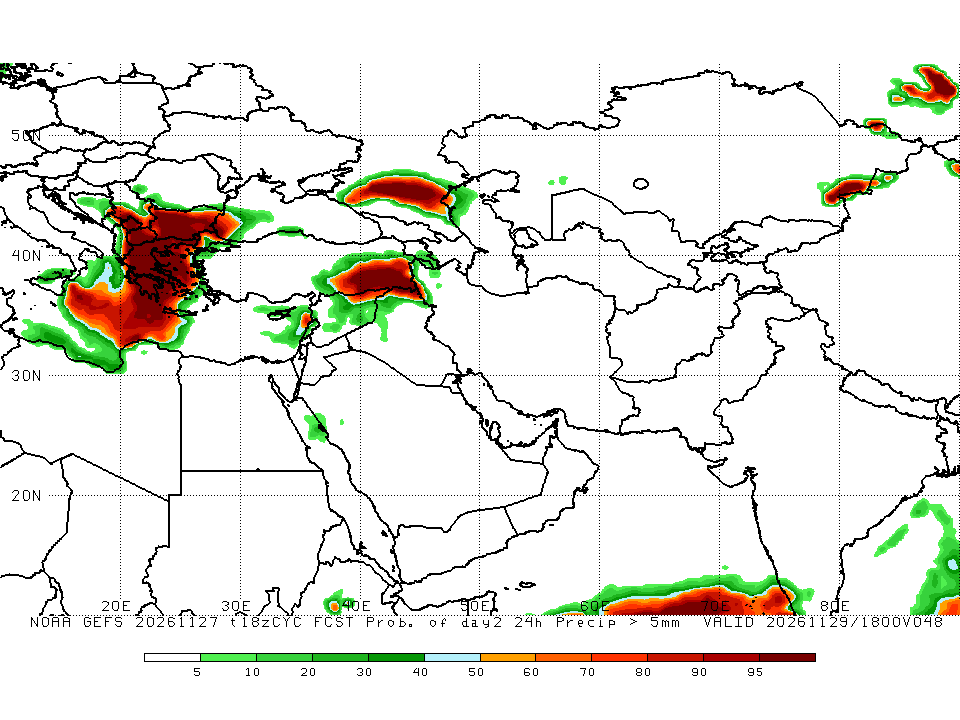 50N
40N
30N
20N
20E 30E 40E 50E 60E 70E 80E
NOAA GEFS 20261127 t18zCYC FCST Prob. of day2 24h Precip > 5mm VALID 20261129/1800V048
5 10 20 30 40 50 60 70 80 90 95